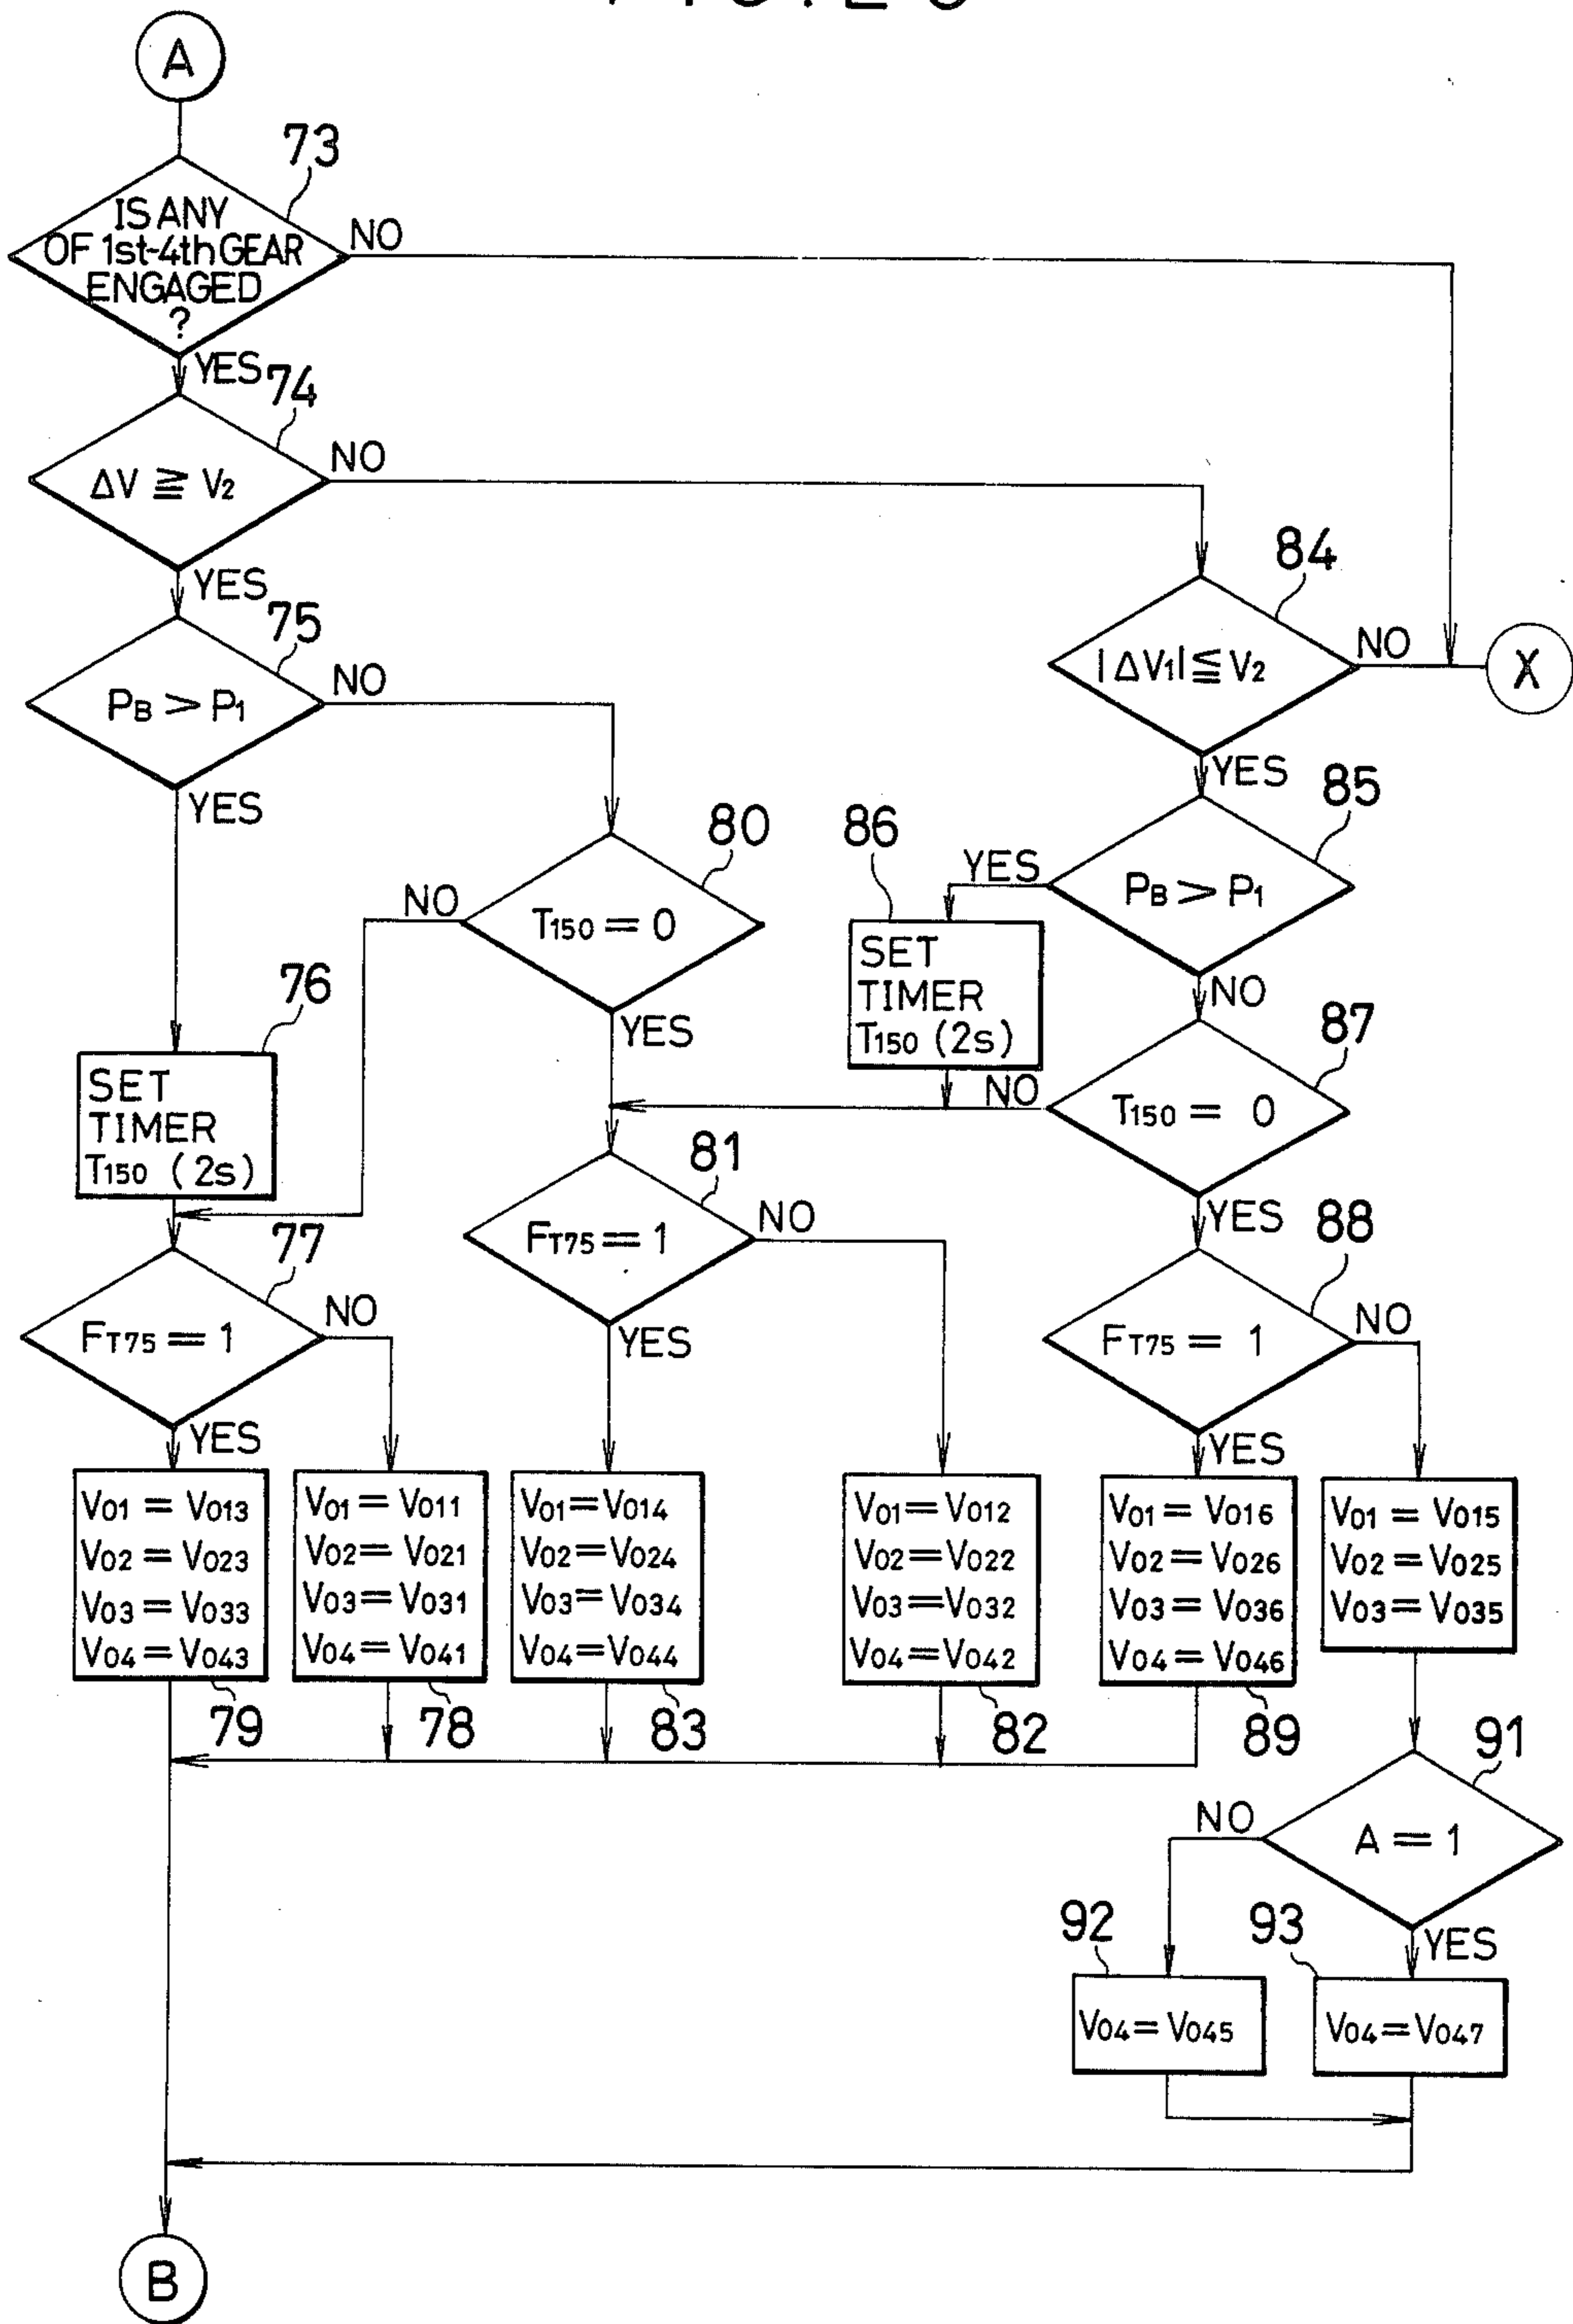 A
73
IS ANY
OF 1st-4th GEAR
ENGAGED
?
NO
YES
74
ΔV ≧ V2
NO
YES
84
|ΔV1| ≦ V2
NO
X
YES
75
PB > P1
NO
YES
80
T150 = 0
NO
YES
85
PB > P1
YES
NO
86
SET
TIMER
T150 (2s)
87
T150 = 0
NO
YES
76
SET
TIMER
T150 (2s)
77
FT75 = 1
NO
YES
81
FT75 = 1
NO
YES
88
FT75 = 1
NO
YES
V01 = V013
V02 = V023
V03 = V033
V04 = V043
79
V01 = V011
V02 = V021
V03 = V031
V04 = V041
78
V01 = V014
V02 = V024
V03 = V034
V04 = V044
83
V01 = V012
V02 = V022
V03 = V032
V04 = V042
82
V01 = V016
V02 = V026
V03 = V036
V04 = V046
89
V01 = V015
V02 = V025
V03 = V035
91
A = 1
NO
YES
92
V04 = V045
93
V04 = V047
B